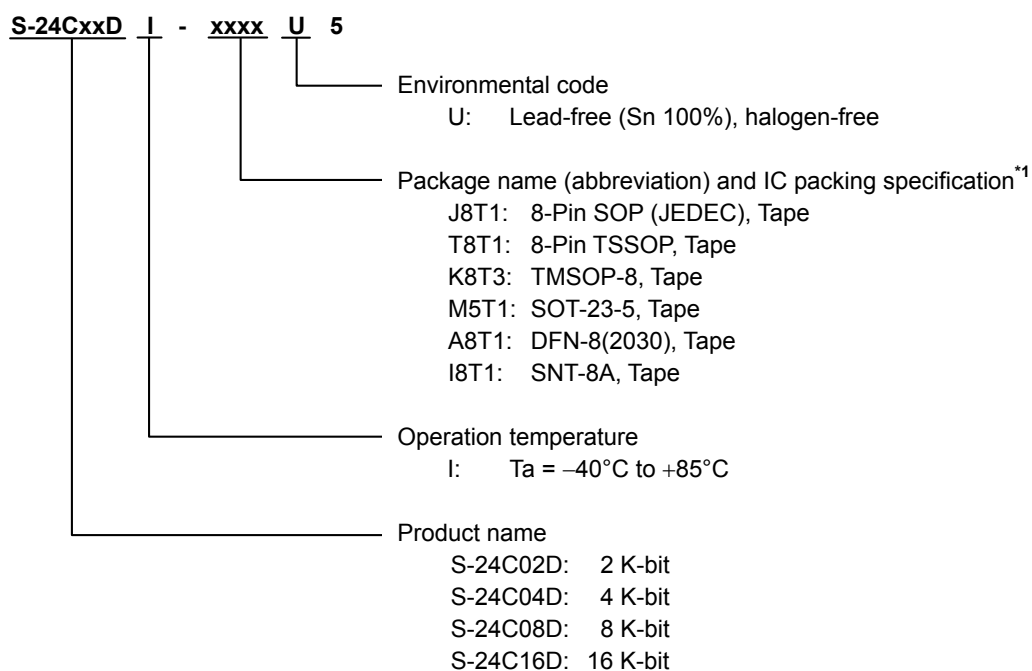 S-24CxxD I - xxxx U 5
Environmental code
U: Lead-free (Sn 100%), halogen-free
Package name (abbreviation) and IC packing specification*1
J8T1: 8-Pin SOP (JEDEC), Tape
T8T1: 8-Pin TSSOP, Tape
K8T3: TMSOP-8, Tape
M5T1: SOT-23-5, Tape
A8T1: DFN-8(2030), Tape
I8T1: SNT-8A, Tape
Operation temperature
I: Ta = −40°C to +85°C
Product name
S-24C02D: 2 K-bit
S-24C04D: 4 K-bit
S-24C08D: 8 K-bit
S-24C16D: 16 K-bit